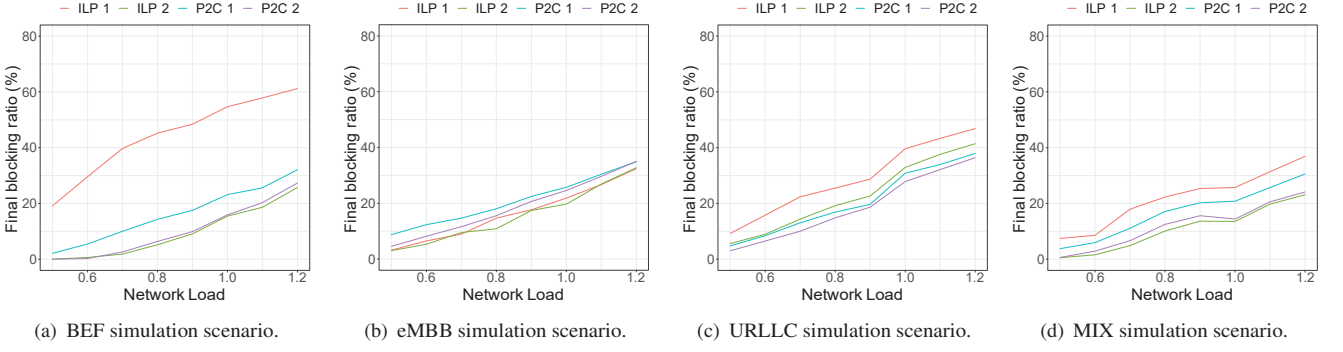 ILP 1 ILP 2 P2C 1 P2C 2
80
60
40
20
0
Final blocking ratio (%)
0.6 0.8 1.0 1.2
Network Load
(a) BEF simulation scenario.
ILP 1 ILP 2 P2C 1 P2C 2
80
60
40
20
0
Final blocking ratio (%)
0.6 0.8 1.0 1.2
Network Load
(b) eMBB simulation scenario.
ILP 1 ILP 2 P2C 1 P2C 2
80
60
40
20
0
Final blocking ratio (%)
0.6 0.8 1.0 1.2
Network Load
(c) URLLC simulation scenario.
ILP 1 ILP 2 P2C 1 P2C 2
80
60
40
20
0
Final blocking ratio (%)
0.6 0.8 1.0 1.2
Network Load
(d) MIX simulation scenario.